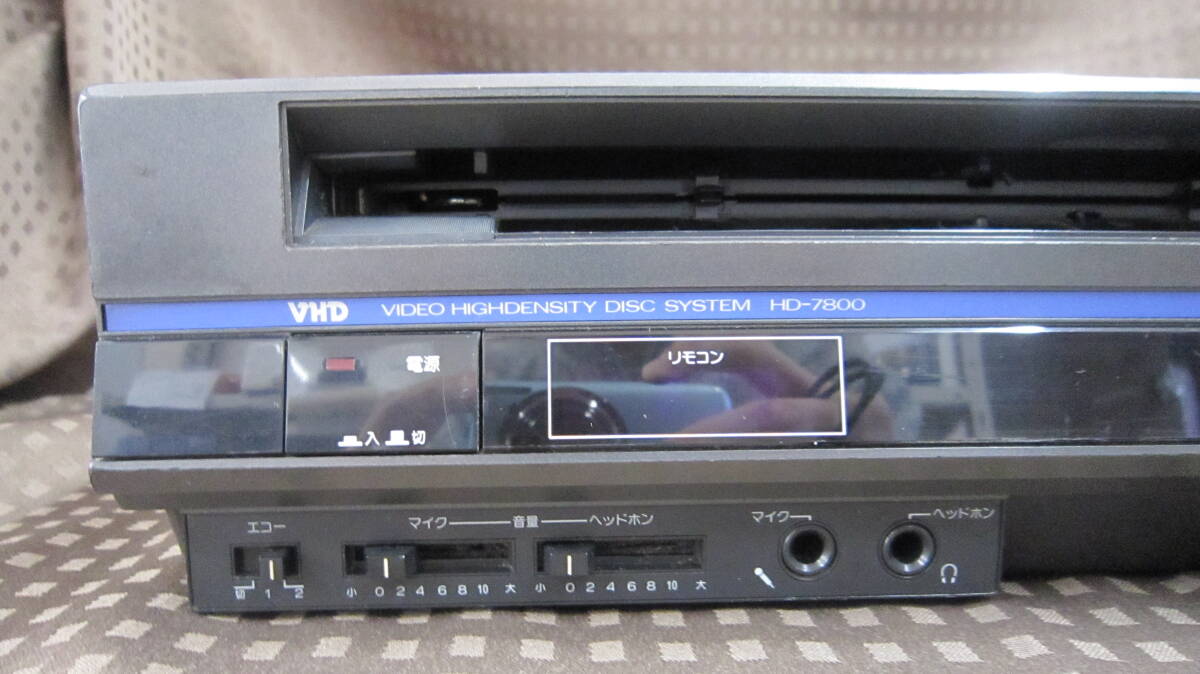 VHD VIDEO HIGHDENSITY DISC SYSTEM HD-7800
電源
リモコン
入 切
エコー
マイク 音量 ヘッドホン
マイク
ヘッドホン
切 1 2
小 0 2 4 6 8 10 大
小 0 2 4 6 8 10 大